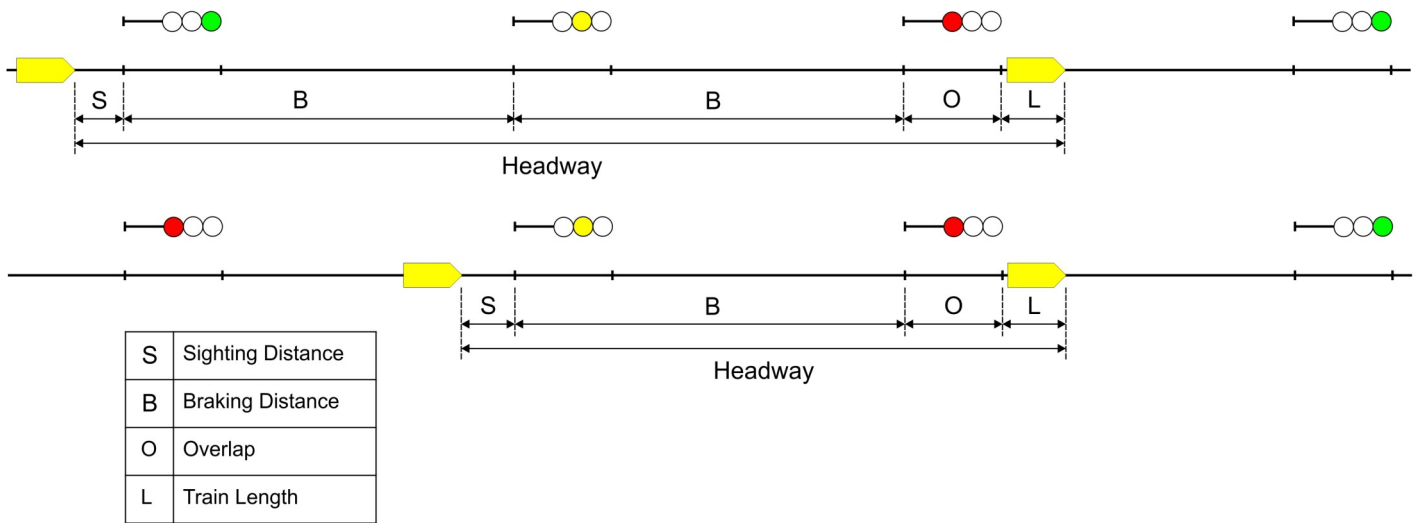 S B B O L
Headway
S B O L
Headway
S Sighting Distance
B Braking Distance
O Overlap
L Train Length